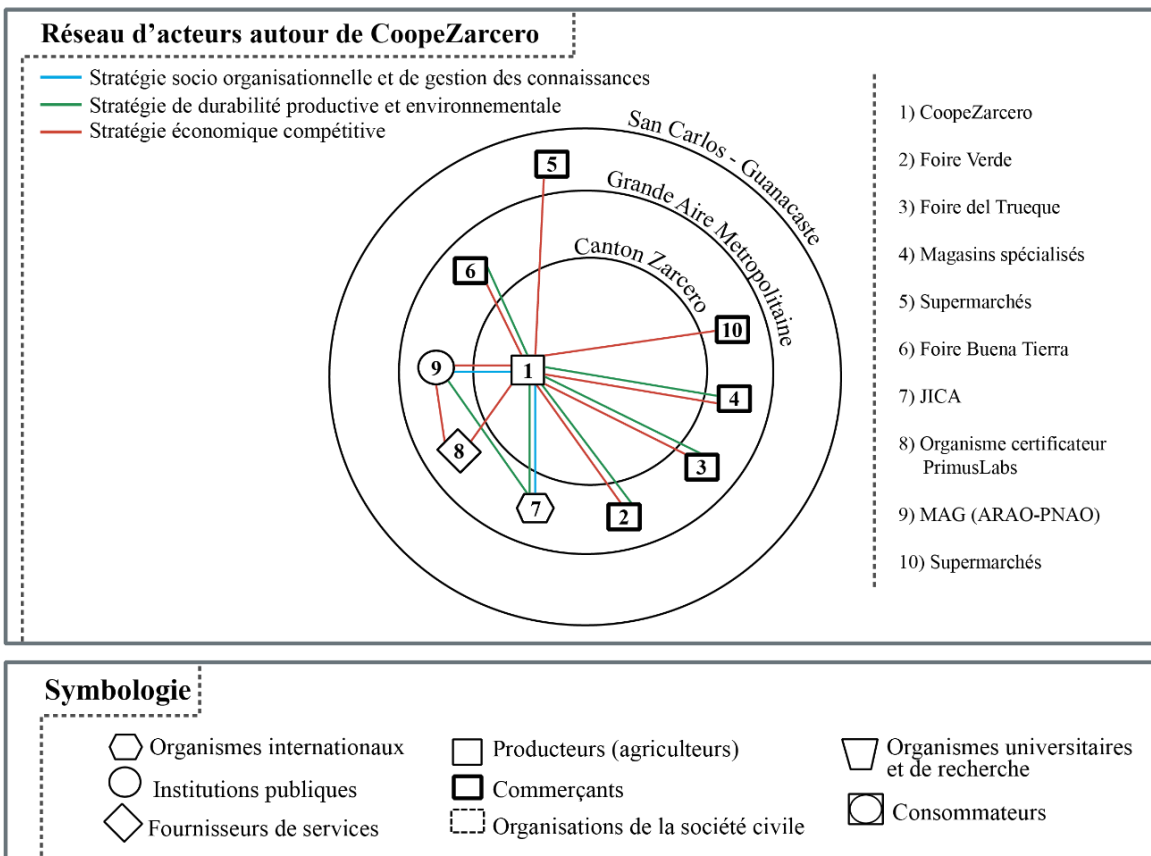 Réseau d’acteurs autour de CoopeZarcero
Stratégie socio organisationnelle et de gestion des connaissances
Stratégie de durabilité productive et environnementale
Stratégie économique compétitive
San Carlos - Guanacaste
Grande Aire Metropolitaine
Canton Zarcero
5
6
10
9
1
4
8
3
7
2
1) CoopeZarcero
2) Foire Verde
3) Foire del Trueque
4) Magasins spécialisés
5) Supermarchés
6) Foire Buena Tierra
7) JICA
8) Organisme certificateur
PrimusLabs
9) MAG (ARAO-PNAO)
10) Supermarchés
Symbologie
Organismes internaux
Institutions publiques
Fournisseurs de services
Producteurs (agriculteurs)
Commerçants
Organisations de la société civile
Organismes universitaires
et de recherche
Consommateurs